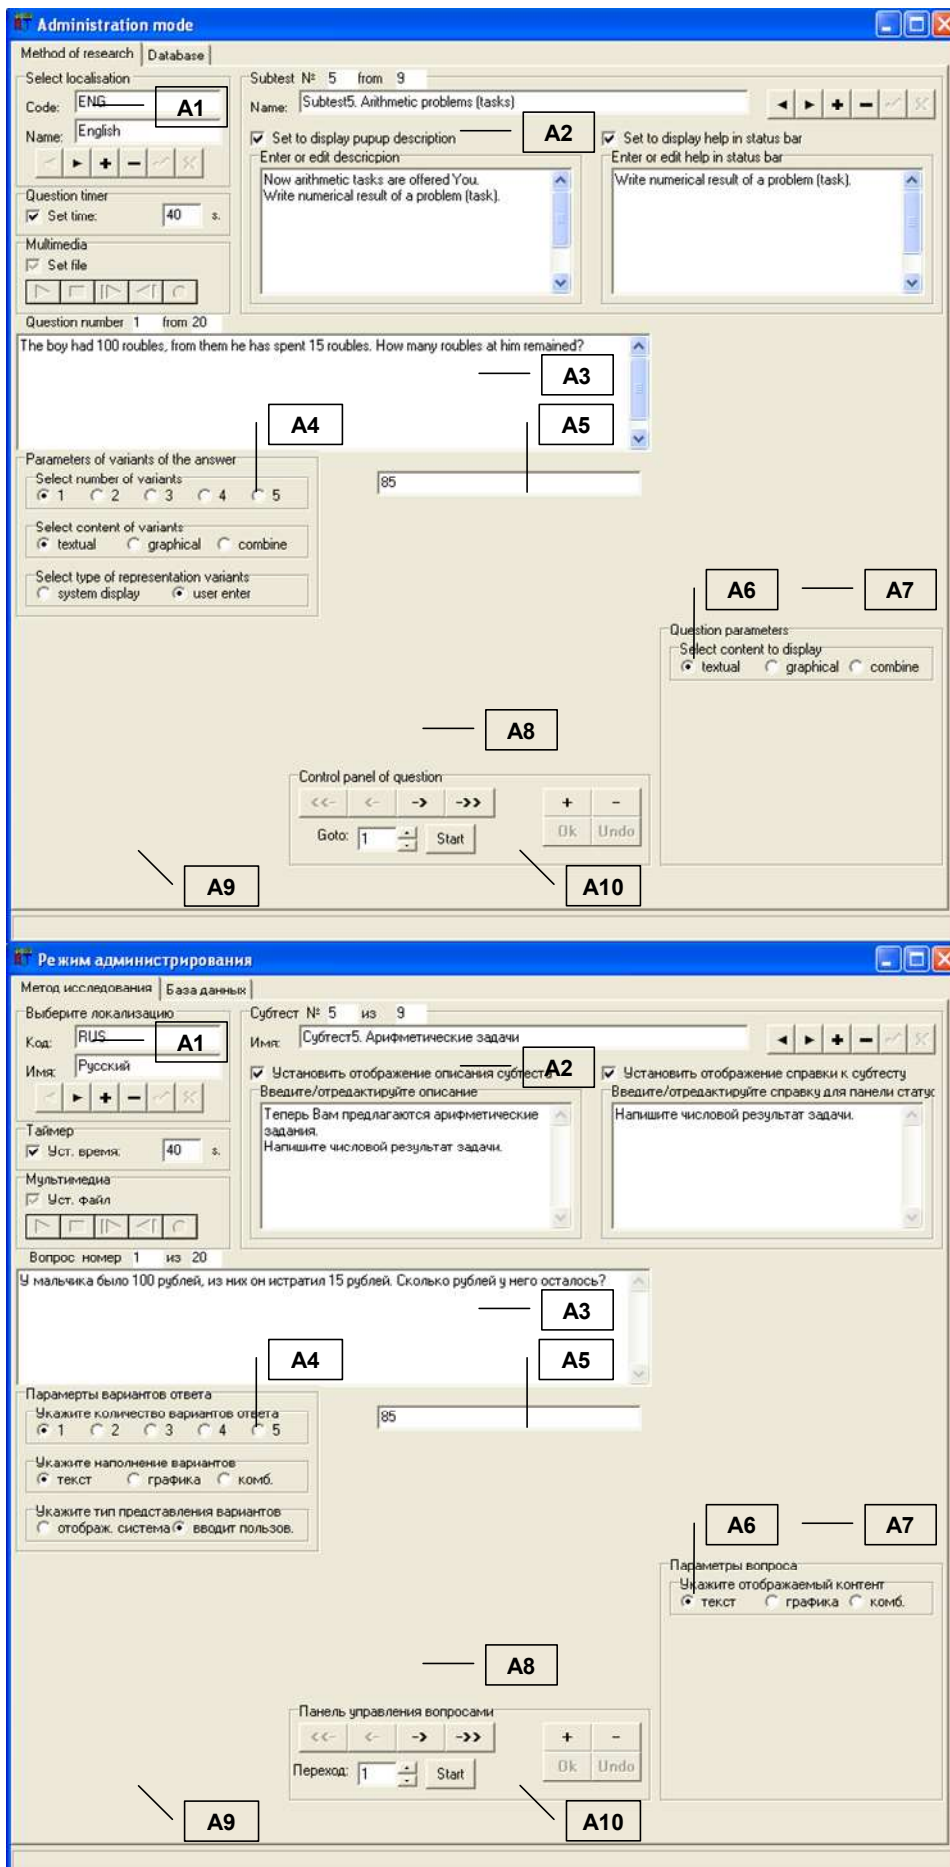 Administration mode
Method of research Database
Select localisation
Code: ENG
Name: English
Question timer
Set time: 40 s.
Multimedia
Set file
Subtest № 5 from 9
Name: Subtest5. Arithmetic problems (tasks)
Set to display pupup description
Enter or edit descricpion
Now arithmetic tasks are offered You.
Write numerical result of a problem (task).
Set to display help in status bar
Enter or edit help in status bar
Write numerical result of a problem (task).
A1
A2
Question number 1 from 20
The boy had 100 roubles, from them he has spent 15 roubles. How many roubles at him remained?
A3
A4
A5
Parameters of variants of the answer
Select number of variants
1 2 3 4 5
85
Select content of variants
textual graphical combine
Select type of representation variants
system display user enter
A6
A7
Question parameters
Select content to display
textual graphical combine
A8
Control panel of question
<<- <- -> ->> + -
Goto: 1 Start Ok Undo
A9
A10
Режим администрирования
Метод исследования База данных
Выберите локализацию
Код: RUS
Имя: Русский
Таймер
Уст. время: 40 s.
Мультимедиа
Уст. файл
Субтест № 5 из 9
Имя: Субтест5. Арифметические задачи
Установить отображение описания субтеста
Введите/отредактируйте описание
Теперь Вам предлагаются арифметические
задания.
Напишите числовой результат задачи.
Установить отображение справки к субтесту
Введите/отредактируйте справку для панели статус
Напишите числовой результат задачи.
A1
A2
Вопрос номер 1 из 20
У мальчика было 100 рублей, из них он истратил 15 рублей. Сколько рублей у него осталось?
A3
A4
A5
Парамерты вариантов ответа
Укажите количество вариантов ответа
1 2 3 4 5
85
Укажите наполнение вариантов
текст графика комб.
Укажите тип представления вариантов
отображ. система вводит пользов.
A6
A7
Параметры вопроса
Укажите отображаемый контент
текст графика комб.
A8
Панель управления вопросами
<<- <- -> ->> + -
Переход: 1 Start Ok Undo
A9
A10